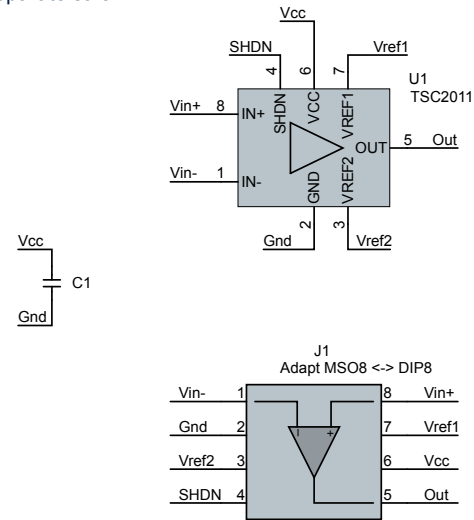 Vcc
SHDN
Vref1
4
6
7
U1
TSC2011
Vin+ 8 IN+
SHDN
VCC
VREF1
OUT 5 Out
Vin- 1 IN-
GND
VREF2
2
3
Gnd
Vref2
Vcc
C1
Gnd
J1
Adapt MSO8 <-> DIP8
Vin- 1 8 Vin+
- +
Gnd 2 7 Vref1
Vref2 3 6 Vcc
SHDN 4 5 Out